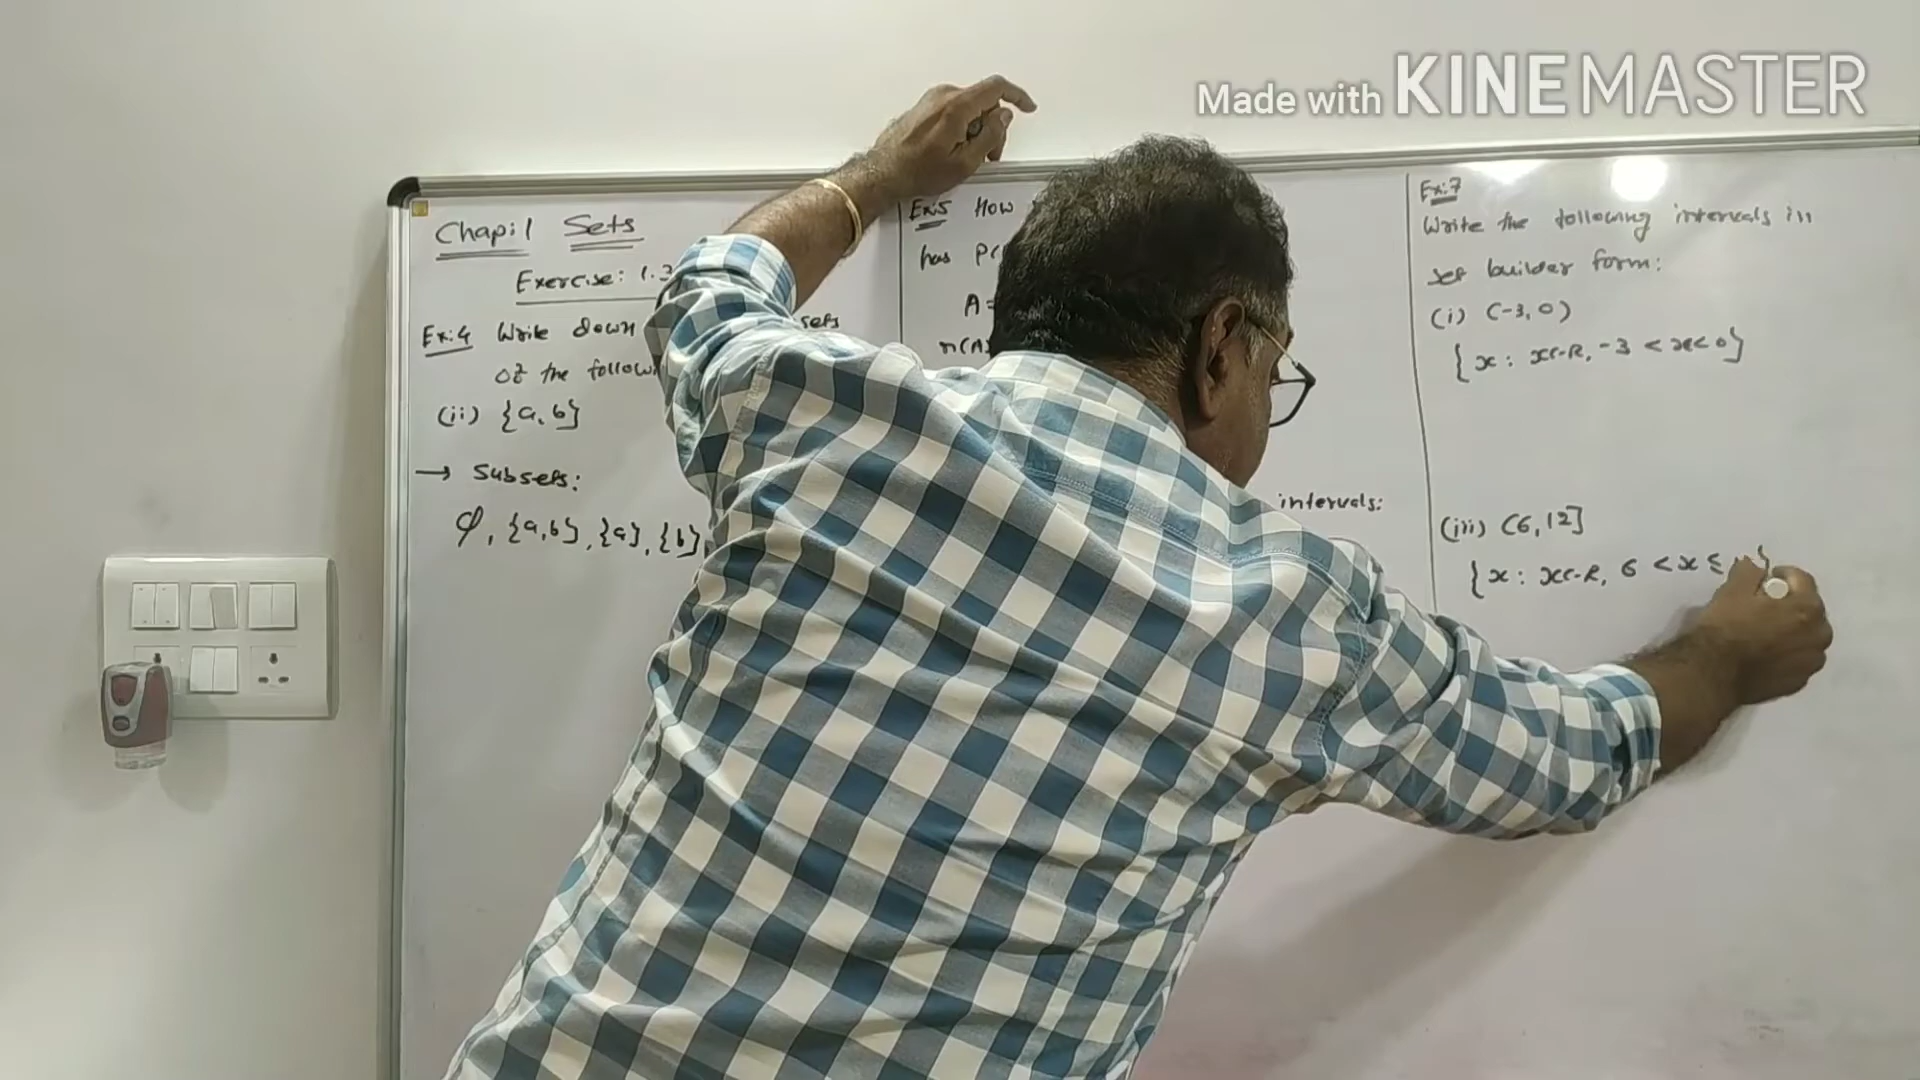 Made with KINEMASTER
Chap:1 Sets
Exercise: 1.3
Ex:4 Write down sets
of the follow
(ii) {a, b}
→ Subsets:
φ, {a,b}, {a}, {b}
Ex:5 How
has P(
A=
n(A)
intervals:
Ex:7
Write the following intervals in
set builder form:
(i) (-3, 0)
{x : x∈R, -3 < x < 0}
(iii) (6, 12]
{x : x∈R, 6 < x ≤